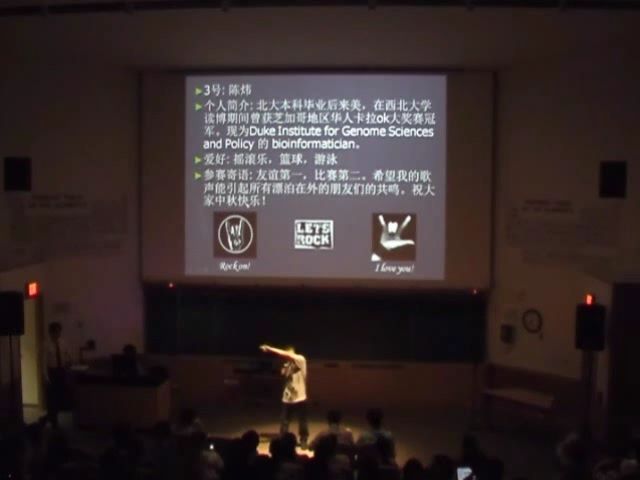 3号: 陈炜
个人简介: 北大本科毕业后来美，在西北大学
读博期间曾获芝加哥地区华人卡拉ok大奖赛冠
军。现为Duke Institute for Genome Sciences
and Policy 的 bioinformatician。
爱好: 摇滚乐，篮球，游泳
参赛寄语: 友谊第一，比赛第二。希望我的歌
声能引起所有漂泊在外的朋友们的共鸣。祝大
家中秋快乐！
LETS
ROCK
Rock on!
I love you!